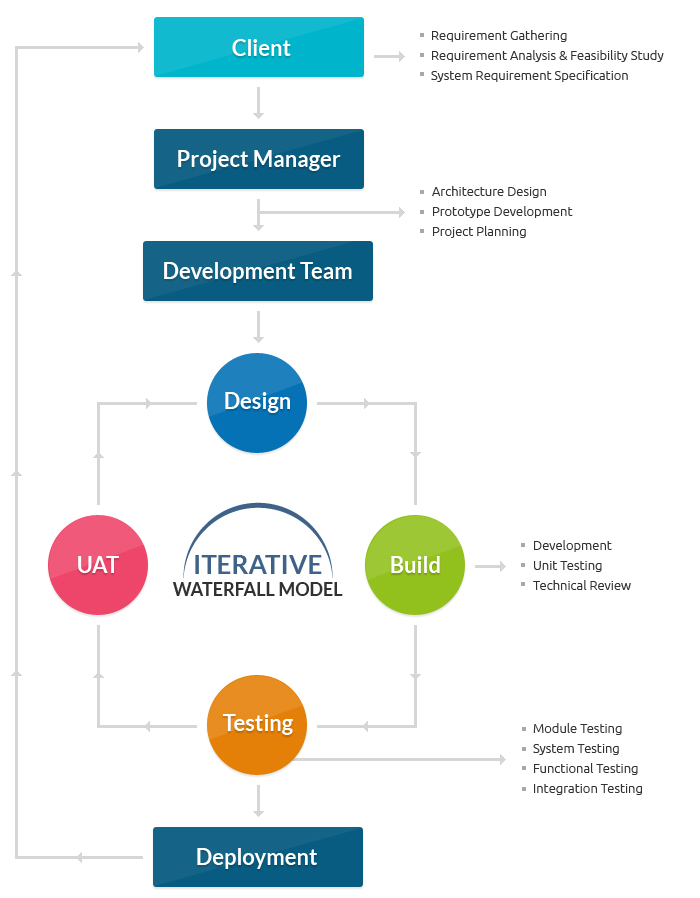 Client
Requirement Gathering
Requirement Analysis & Feasibility Study
System Requirement Specification
Project Manager
Architecture Design
Prototype Development
Project Planning
Development Team
Design
UAT
ITERATIVE
WATERFALL MODEL
Build
Development
Unit Testing
Technical Review
Testing
Module Testing
System Testing
Functional Testing
Integration Testing
Deployment